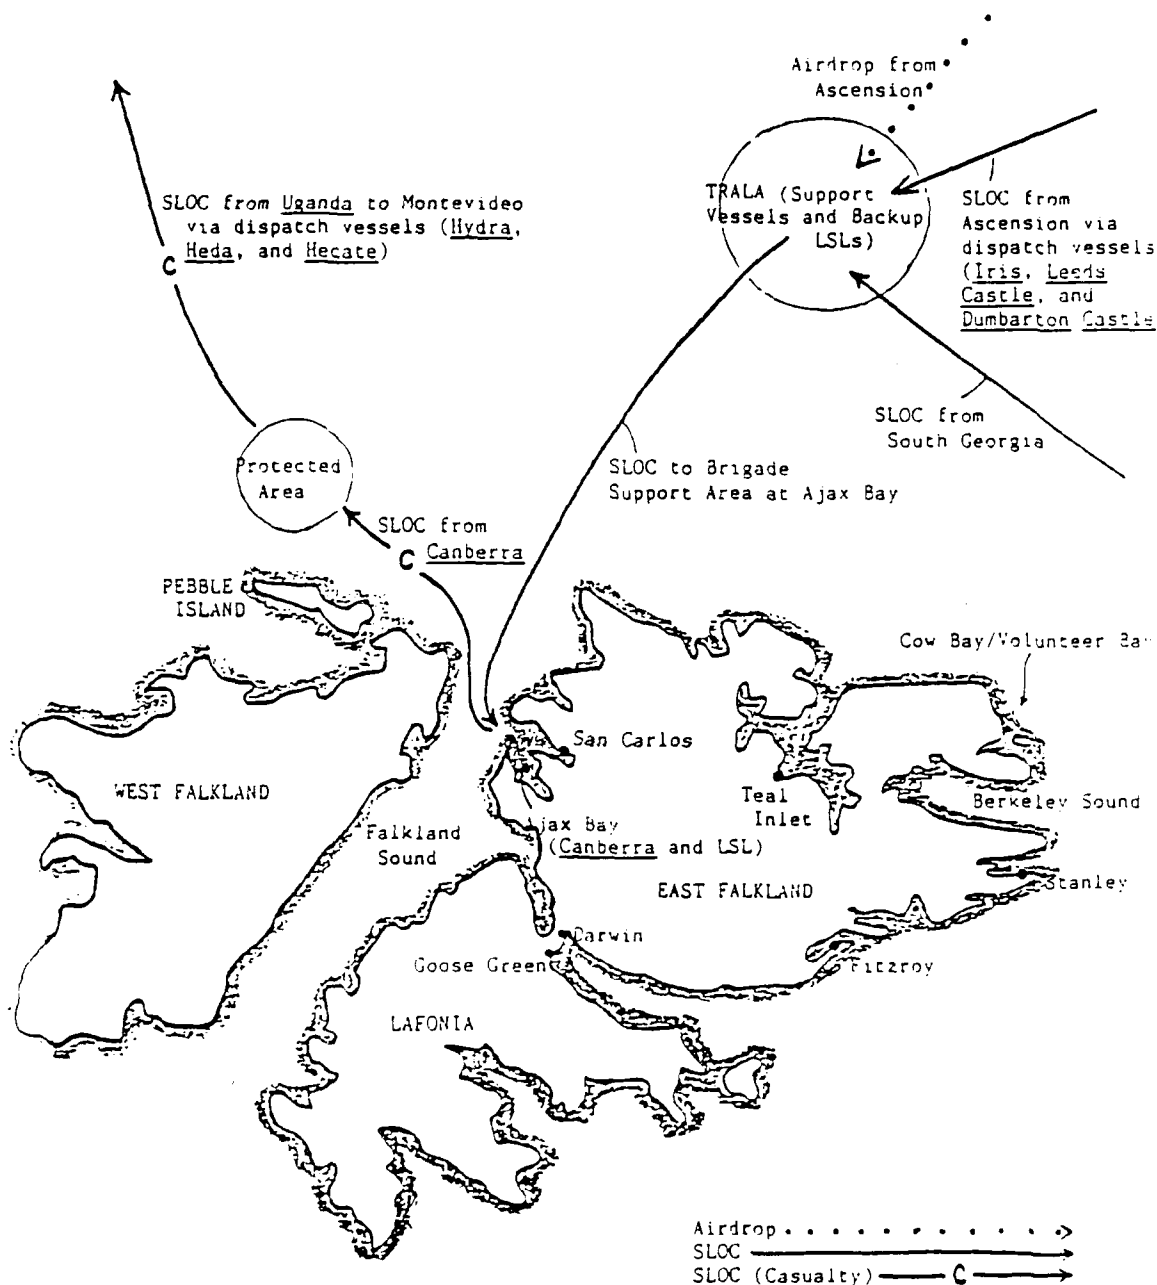 Airdrop from
Ascension
SLOC from Uganda to Montevideo
via dispatch vessels (Hydra,
Heda, and Hecate)
C
TRALA (Support
Vessels and Backup
LSLs)
SLOC from
Ascension via
dispatch vessels
(Iris, Leeds
Castle, and
Dumbarton Castle
SLOC from
South Georgia
Protected
Area
SLOC to Brigade
Support Area at Ajax Bay
SLOC from
C Canberra
PEBBLE
ISLAND
Cow Bay/Volunteer Bay
San Carlos
WEST FALKLAND
Teal
Inlet
Berkeley Sound
Falkland
Sound
Ajax Bay
(Canberra and LSL)
EAST FALKLAND
Stanley
Darwin
Goose Green
Fitzroy
LAFONIA
Airdrop
SLOC
SLOC (Casualty) C